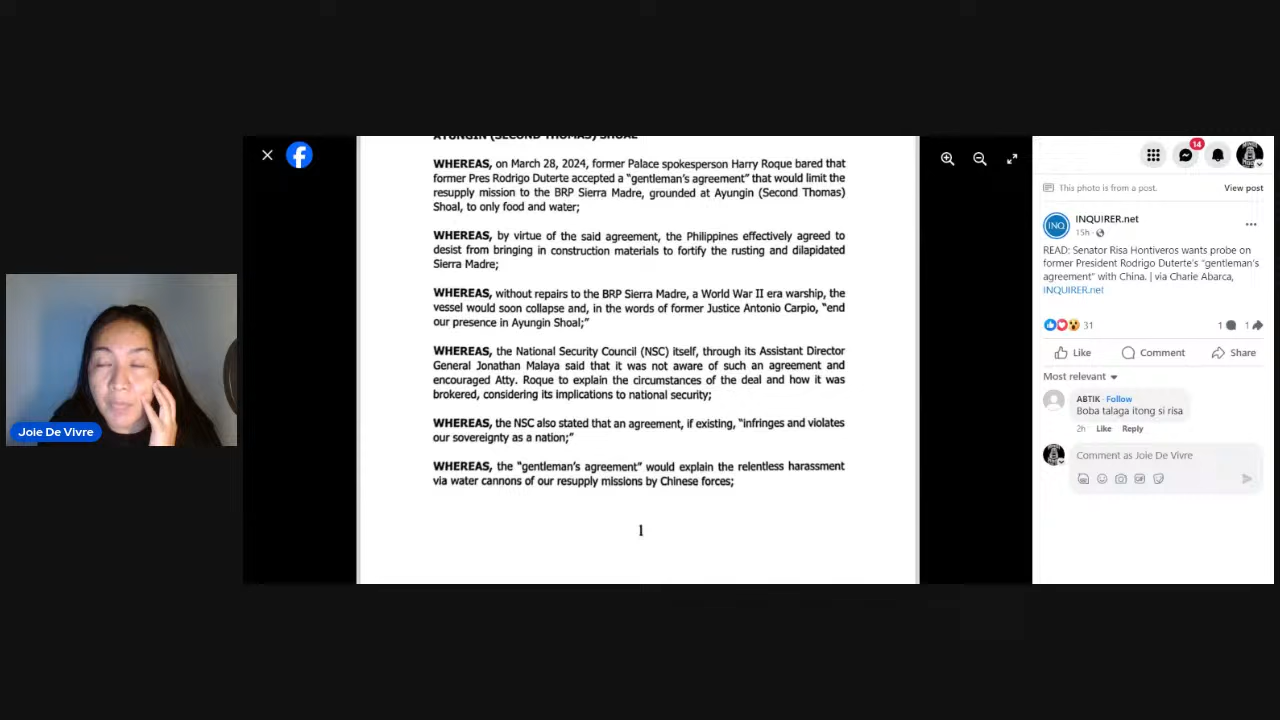 AYUNGIN (SECOND THOMAS) SHOAL
WHEREAS, on March 28, 2024, former Palace spokesperson Harry Roque bared that
former Pres Rodrigo Duterte accepted a “gentleman’s agreement” that would limit the
resupply mission to the BRP Sierra Madre, grounded at Ayungin (Second Thomas)
Shoal, to only food and water;
WHEREAS, by virtue of the said agreement, the Philippines effectively agreed to
desist from bringing in construction materials to fortify the rusting and dilapidated
Sierra Madre;
WHEREAS, without repairs to the BRP Sierra Madre, a World War II era warship, the
vessel would soon collapse and, in the words of former Justice Antonio Carpio, “end
our presence in Ayungin Shoal;”
WHEREAS, the National Security Council (NSC) itself, through its Assistant Director
General Jonathan Malaya said that it was not aware of such an agreement and
encouraged Atty. Roque to explain the circumstances of the deal and how it was
brokered, considering its implications to national security;
WHEREAS, the NSC also stated that an agreement, if existing, “infringes and violates
our sovereignty as a nation;”
WHEREAS, the “gentleman’s agreement” would explain the relentless harassment
via water cannons of our resupply missions by Chinese forces;
1
Joie De Vivre
14
This photo is from a post.
View post
INQ
INQUIRER.net
15h
READ: Senator Risa Hontiveros wants probe on
former President Rodrigo Duterte's "gentleman's
agreement" with China. | via Charie Abarca,
INQUIRER.net
31
1
1
Like
Comment
Share
Most relevant
ABTIK · Follow
Boba talaga itong si risa
2h Like Reply
Comment as Joie De Vivre